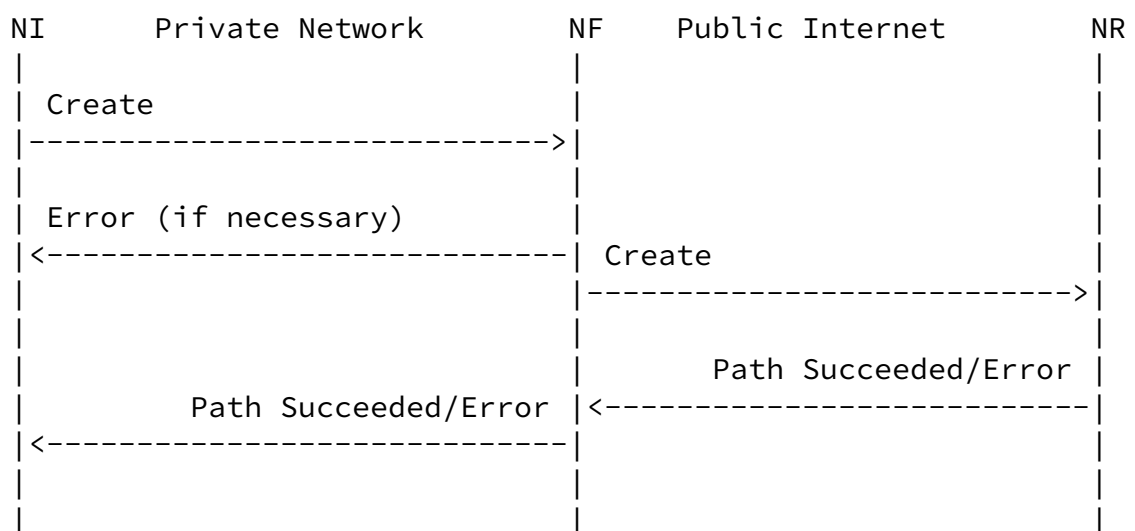 NI Private Network NF Public Internet NR
Create
Error (if necessary)
Create
Path Succeeded/Error
Path Succeeded/Error